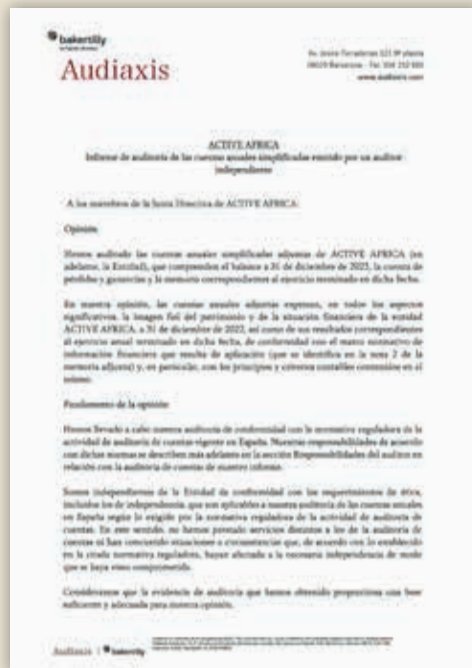 bakertilly
Audiaxis
08029 Barcelona
www.audiaxis.com
ACTIVE AFRICA
Informe de auditoría de las cuentas anuales simplificadas emitido por un auditor
independiente
A los miembros de la Junta Directiva de ACTIVE AFRICA:
Opinión
Hemos auditado las cuentas anuales simplificadas adjuntas de ACTIVE AFRICA (en
adelante, la Entidad), que comprenden el balance a 31 de diciembre de 2022, la cuenta de
pérdidas y ganancias y la memoria correspondientes al ejercicio terminado en dicha fecha.
En nuestra opinión, las cuentas anuales adjuntas expresan, en todos los aspectos
significativos, la imagen fiel del patrimonio y de la situación financiera de la entidad
ACTIVE AFRICA, a 31 de diciembre de 2022, así como de sus resultados correspondientes
al ejercicio anual terminado en dicha fecha, de conformidad con el marco normativo de
información financiera que resulta de aplicación (que se identifica en la nota 2 de la
memoria adjunta) y, en particular, con los principios y criterios contables contenidos en el
mismo.
Fundamento de la opinión
Hemos llevado a cabo nuestra auditoría de conformidad con la normativa reguladora de la
actividad de auditoría de cuentas vigente en España. Nuestras responsabilidades de acuerdo
con dichas normas se describen más adelante en la sección Responsabilidades del auditor en
relación con la auditoría de cuentas de nuestro informe.
Somos independientes de la Entidad de conformidad con los requerimientos de ética,
incluidos los de independencia, que son aplicables a nuestra auditoría de las cuentas anuales
en España según lo exigido por la normativa reguladora de la actividad de auditoría de
cuentas. En este sentido, no hemos prestado servicios distintos a los de la auditoría de
cuentas ni han concurrido situaciones o circunstancias que, de acuerdo con lo establecido
en la citada normativa reguladora, hayan afectado a la necesaria independencia de modo
que se haya visto comprometida.
Consideramos que la evidencia de auditoría que hemos obtenido proporciona una base
suficiente y adecuada para nuestra opinión.
Audiaxis | bakertilly